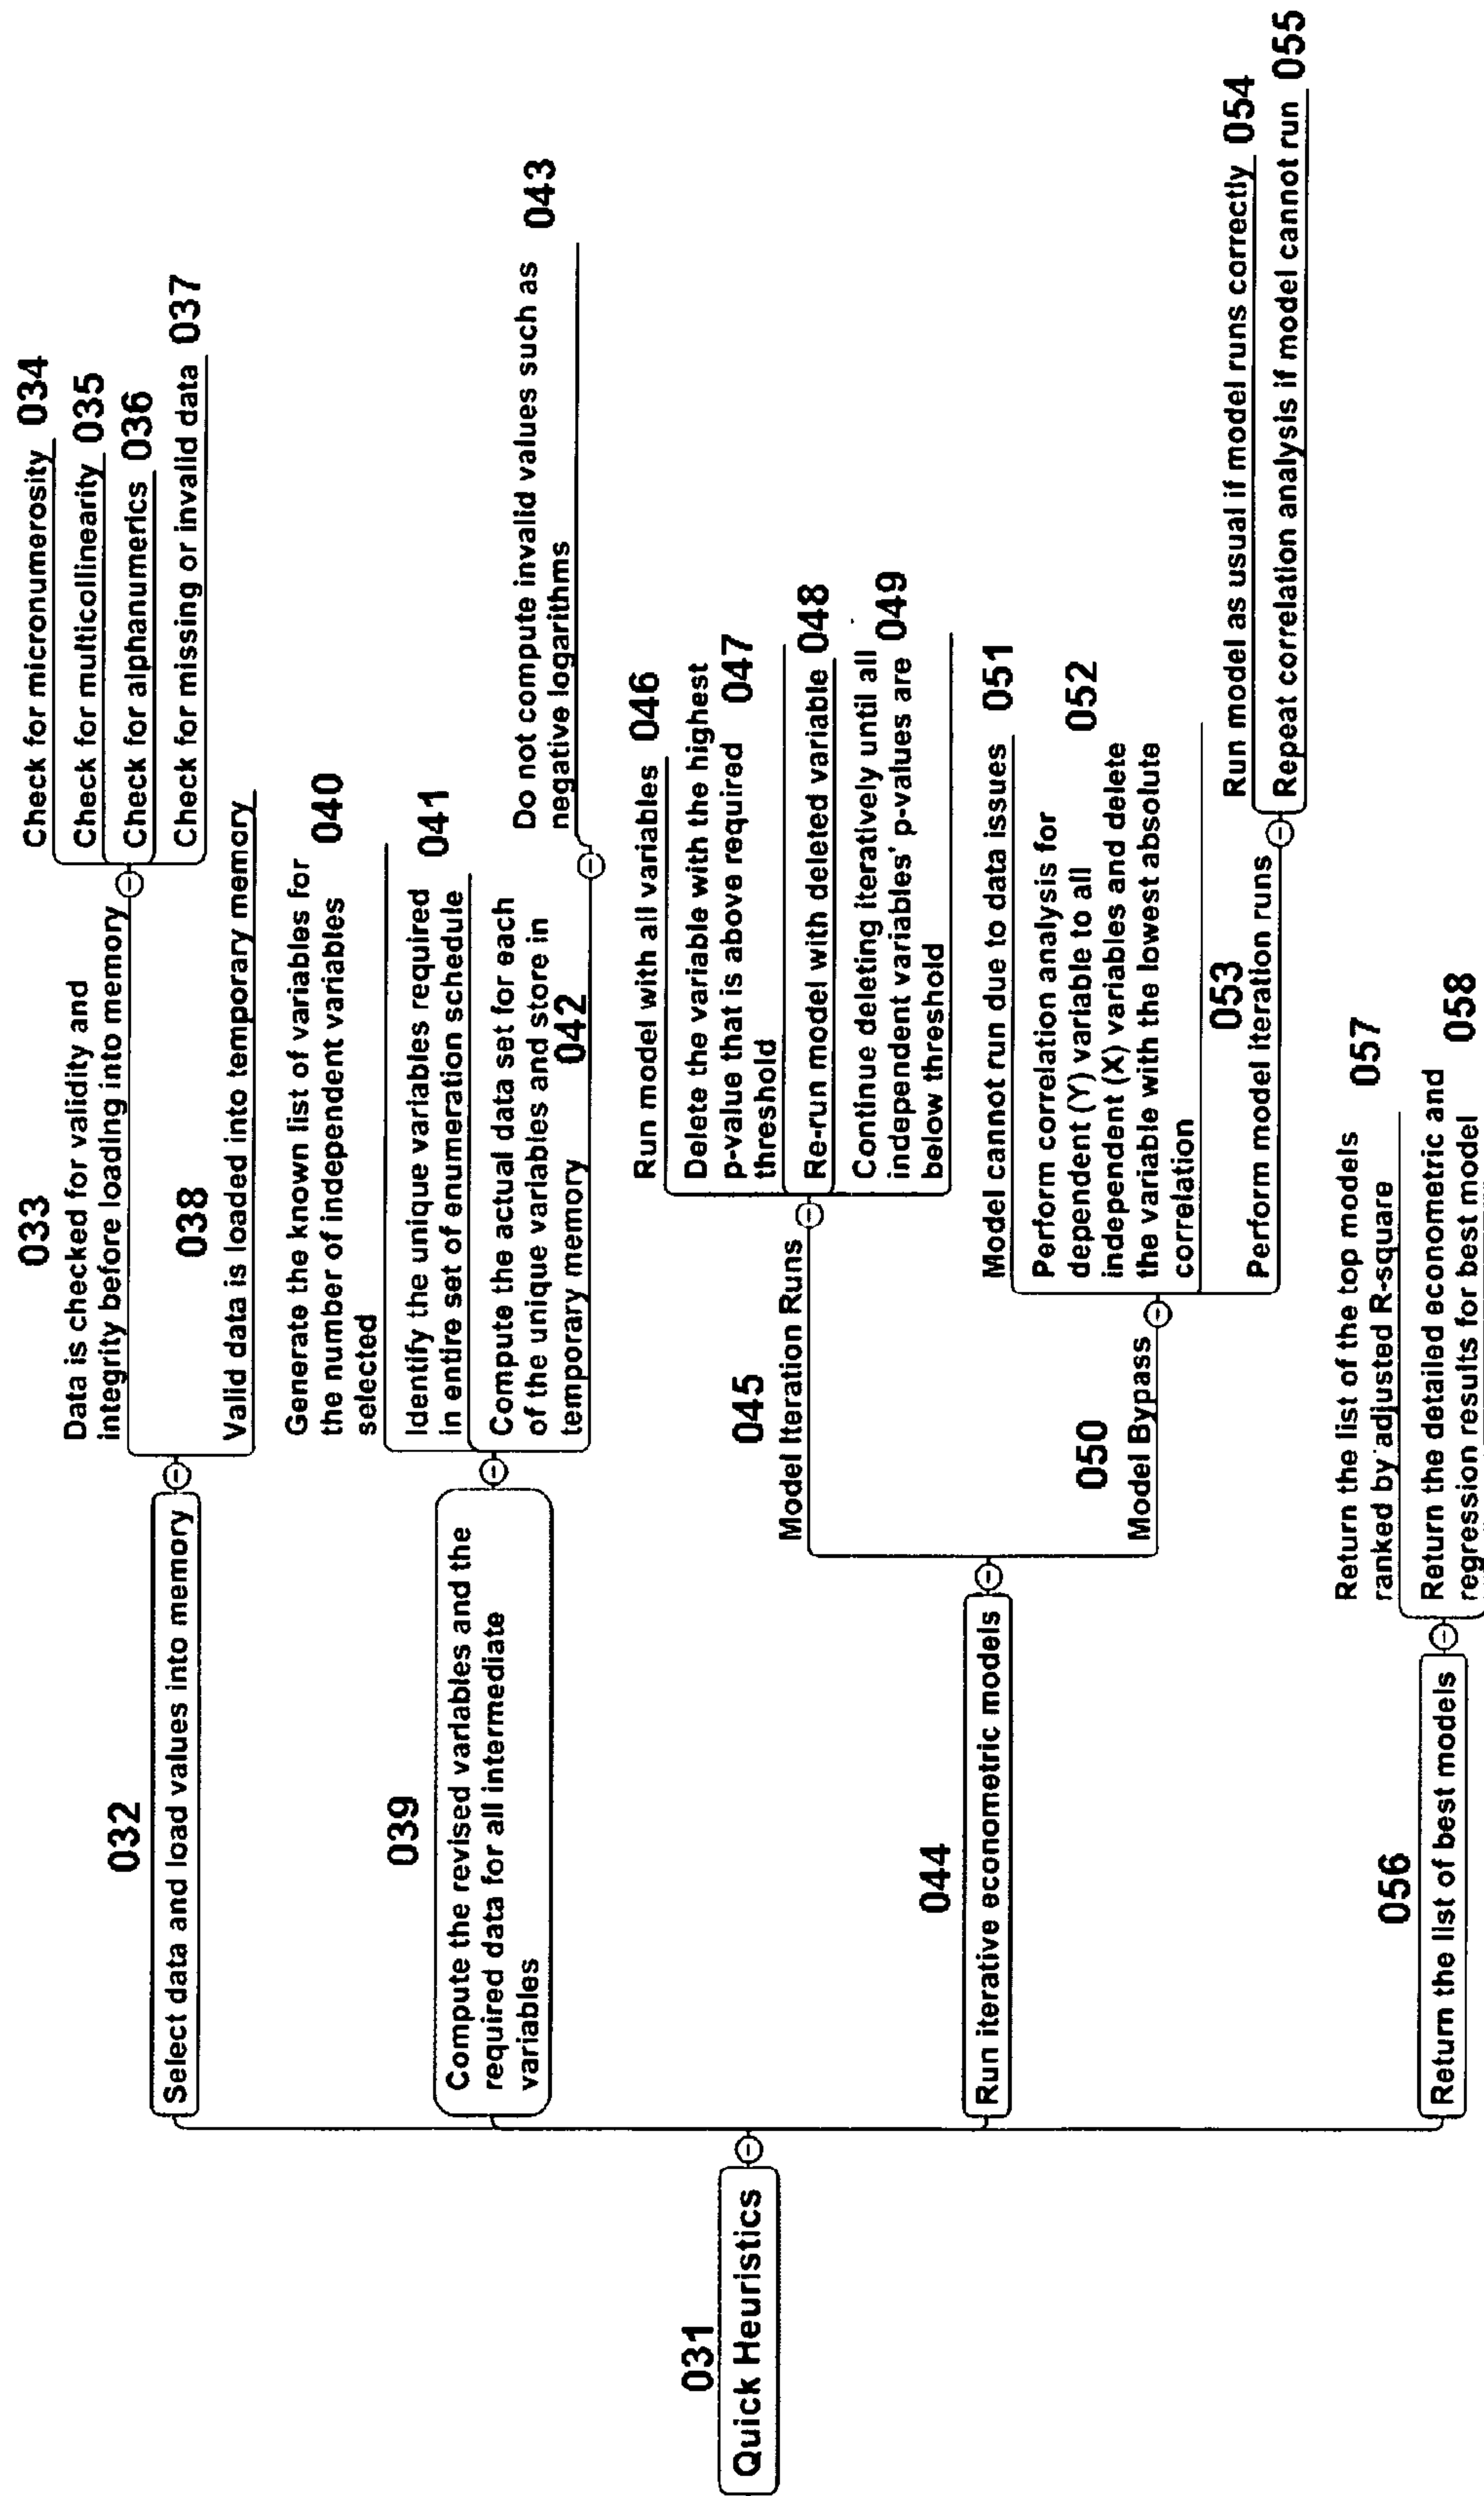 031
Quick Heuristics
032
Select data and load values into memory
033
Data is checked for validity and
integrity before loading into memory
Check for micronumerosity 034
Check for multicollinearity 035
Check for alphanumerics 036
Check for missing or invalid data 037
038
Valid data is loaded into temporary memory
039
Compute the revised variables and the
required data for all intermediate
variables
Generate the known list of variables for
the number of independent variables 040
selected
Identify the unique variables required 041
in entire set of enumeration schedule
Compute the actual data set for each
of the unique variables and store in
temporary memory 042
Do not compute invalid values such as 043
negative logarithms
044
Run iterative econometric models
045
Model Iteration Runs
Run model with all variables 046
Delete the variable with the highest
p-value that is above required 047
threshold
Re-run model with deleted variable 048
Continue deleting iteratively until all
independent variables' p-values are 049
below threshold
050
Model Bypass
Model cannot run due to data issues 051
Perform correlation analysis for
dependent (Y) variable to all 052
independent (X) variables and delete
the variable with the lowest absolute
correlation
053
Perform model iteration runs
Run model as usual if model runs correctly 054
Repeat correlation analysis if model cannot run 055
056
Return the list of best models
Return the list of the top models 057
ranked by adjusted R-square
Return the detailed econometric and 058
regression results for best model